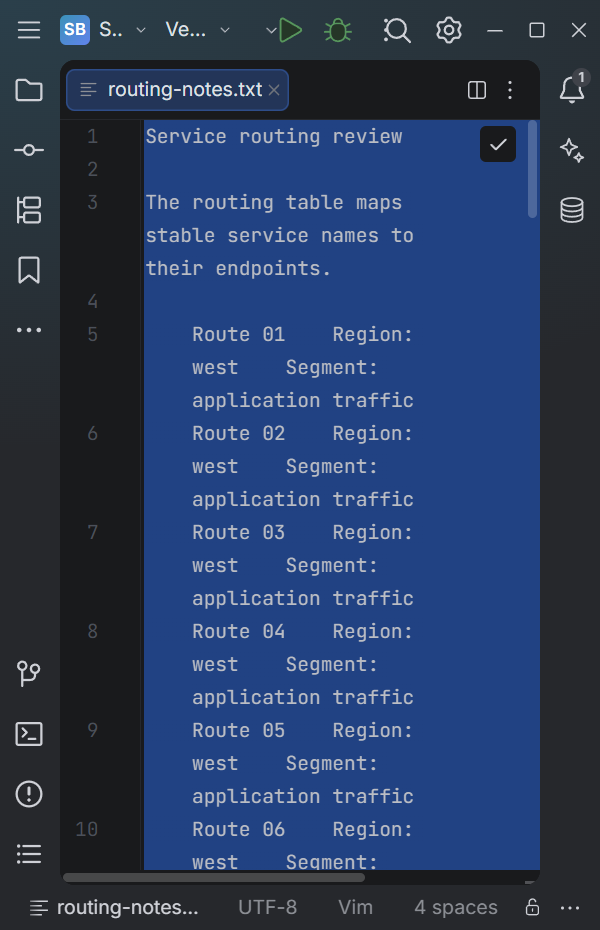 SB S.. Ve...
routing-notes.txt
1
1 Service routing review
2
3 The routing table maps
stable service names to
their endpoints.
4
5 Route 01    Region:
west    Segment:
application traffic
6 Route 02    Region:
west    Segment:
application traffic
7 Route 03    Region:
west    Segment:
application traffic
8 Route 04    Region:
west    Segment:
application traffic
9 Route 05    Region:
west    Segment:
application traffic
10 Route 06    Region:
west    Segment:
routing-notes... UTF-8 Vim 4 spaces